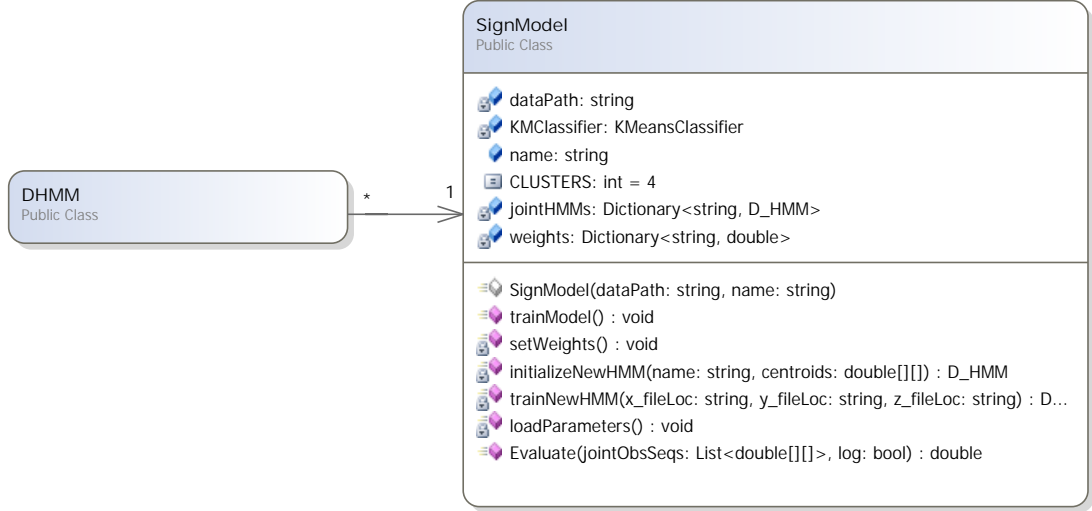 SignModel
Public Class
dataPath: string
KMClassifier: KMeansClassifier
name: string
CLUSTERS: int = 4
jointHMMs: Dictionary<string, D_HMM>
weights: Dictionary<string, double>
DHMM
Public Class
*
1
SignModel(dataPath: string, name: string)
trainModel() : void
setWeights() : void
initializeNewHMM(name: string, centroids: double[][]) : D_HMM
trainNewHMM(x_fileLoc: string, y_fileLoc: string, z_fileLoc: string) : D...
loadParameters() : void
Evaluate(jointObsSeqs: List<double[][]>, log: bool) : double